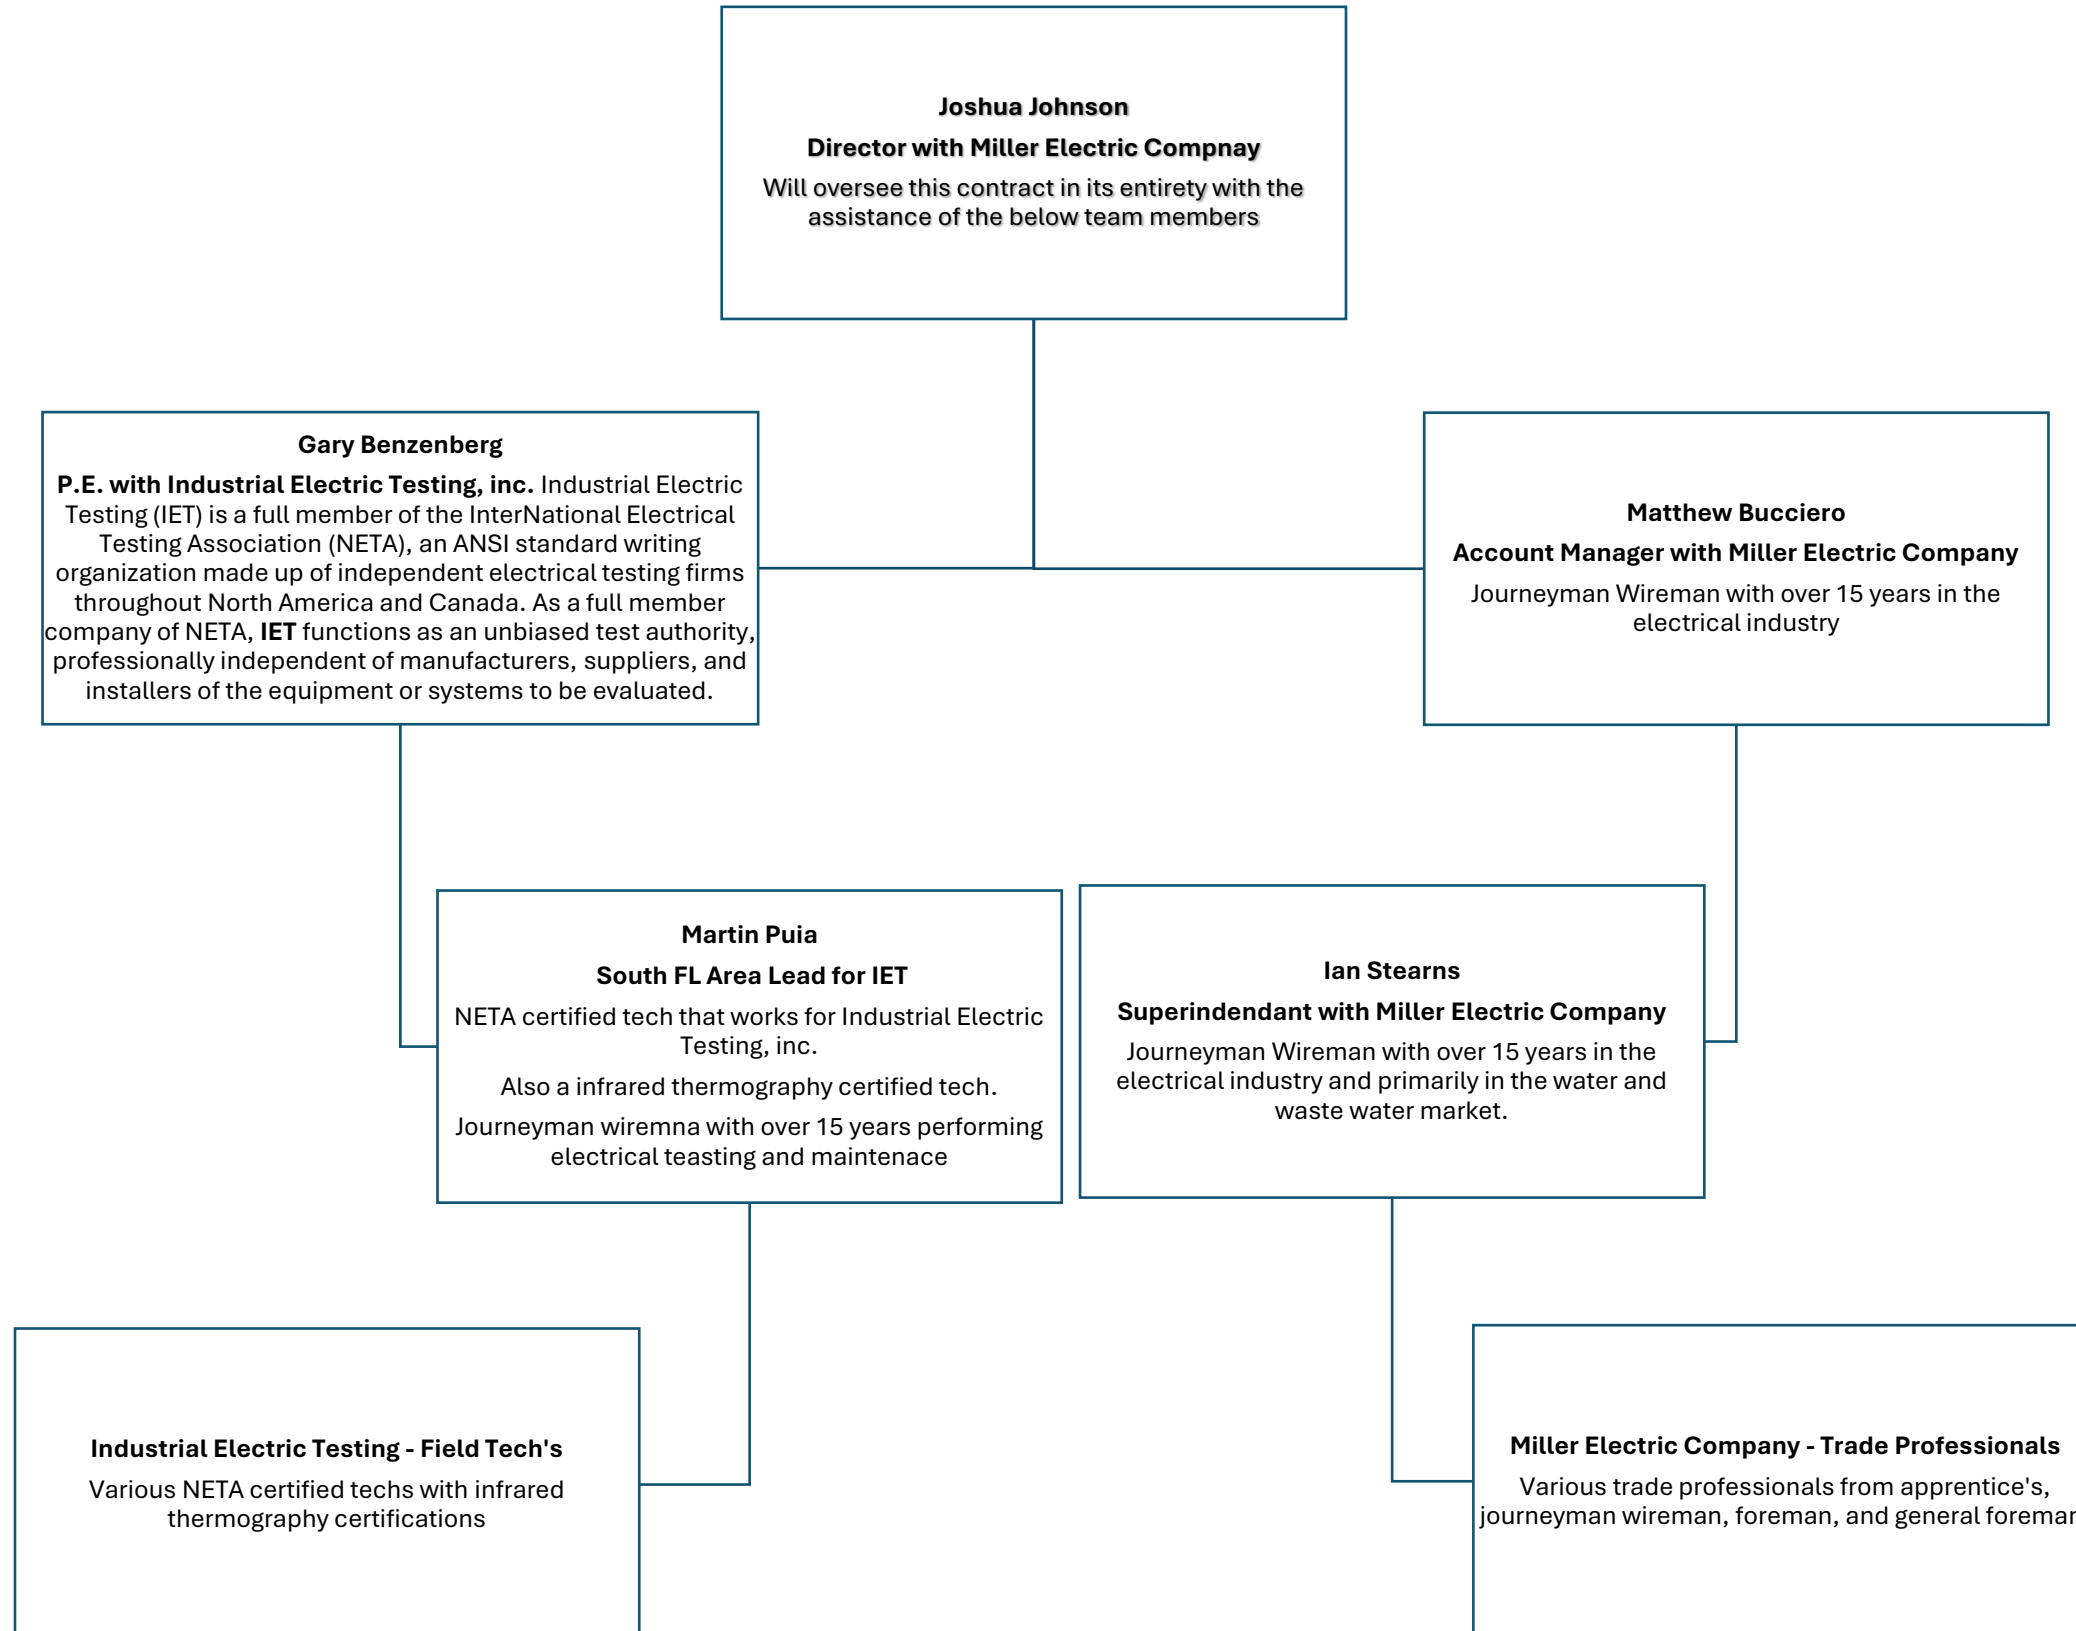 Joshua Johnson
Director with Miller Electric Compnay
Will oversee this contract in its entirety with the
assistance of the below team members
Gary Benzenberg
P.E. with Industrial Electric Testing, inc. Industrial Electric
Testing (IET) is a full member of the InterNational Electrical
Testing Association (NETA), an ANSI standard writing
organization made up of independent electrical testing firms
throughout North America and Canada. As a full member
company of NETA, IET functions as an unbiased test authority,
professionally independent of manufacturers, suppliers, and
installers of the equipment or systems to be evaluated.
Matthew Bucciero
Account Manager with Miller Electric Company
Journeyman Wireman with over 15 years in the
electrical industry
Martin Puia
South FL Area Lead for IET
NETA certified tech that works for Industrial Electric
Testing, inc.
Also a infrared thermography certified tech.
Journeyman wiremna with over 15 years performing
electrical teasting and maintenace
Ian Stearns
Superindendant with Miller Electric Company
Journeyman Wireman with over 15 years in the
electrical industry and primarily in the water and
waste water market.
Industrial Electric Testing - Field Tech's
Various NETA certified techs with infrared
thermography certifications
Miller Electric Company - Trade Professionals
Various trade professionals from apprentice's,
journeyman wireman, foreman, and general foreman